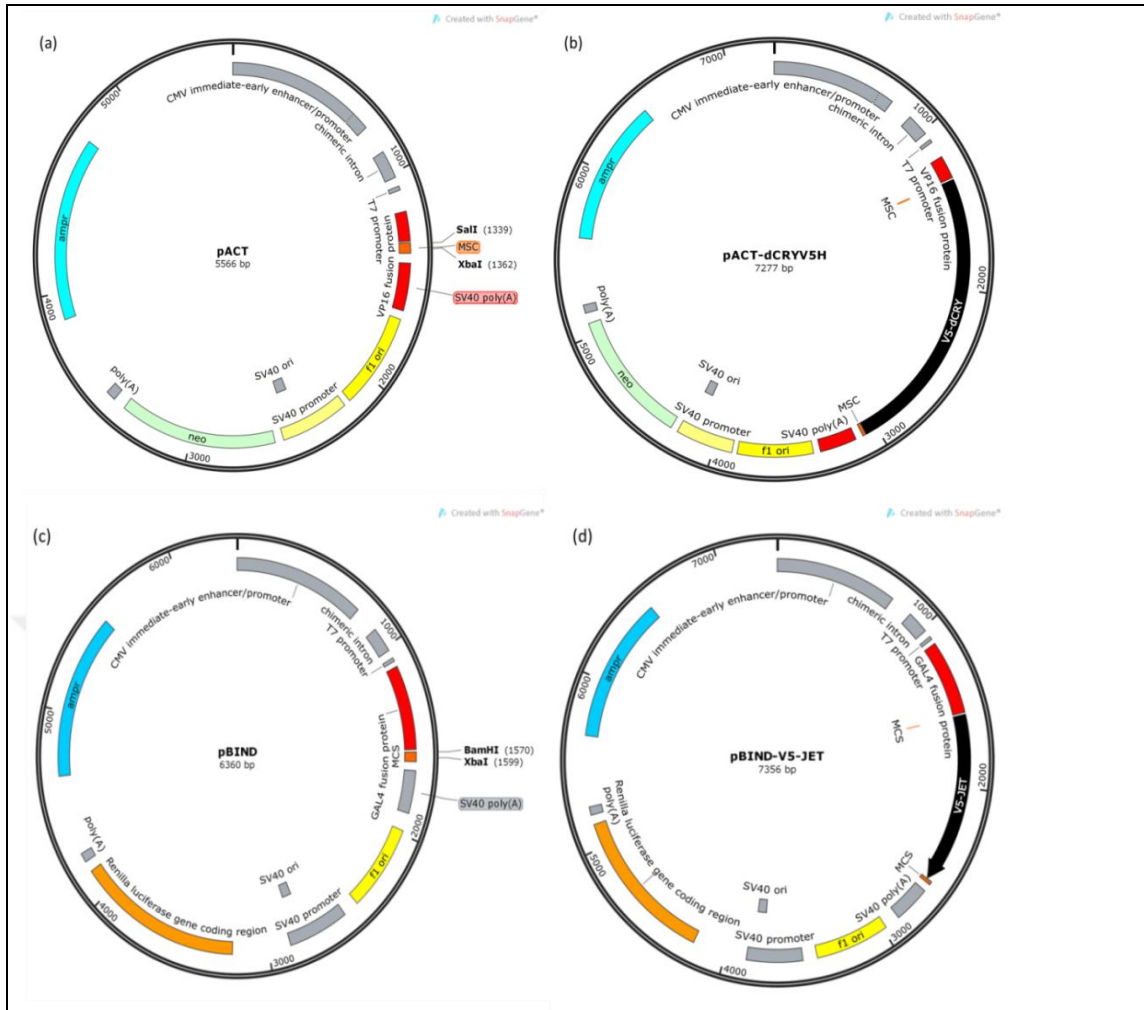 Created with SnapGene®
(a)
CMV immediate-early enhancer/promoter
chimeric intron
T7 promoter
VP16 fusion protein
SalI (1339)
MSC
XbaI (1362)
SV40 poly(A)
f1 ori
SV40 promoter
SV40 ori
neo
poly(A)
ampr
1000
2000
3000
4000
5000
pACT
5566 bp
Created with SnapGene®
(b)
CMV immediate-early enhancer/promoter
chimeric intron
T7 promoter
VP16 fusion protein
MSC
V5-dCRY
MSC
SV40 poly(A)
f1 ori
SV40 promoter
SV40 ori
neo
poly(A)
ampr
1000
2000
3000
4000
5000
6000
7000
pACT-dCRYV5H
7277 bp
Created with SnapGene®
(c)
CMV immediate-early enhancer/promoter
chimeric intron
T7 promoter
GAL4 fusion protein
MCS
BamHI (1570)
XbaI (1599)
SV40 poly(A)
f1 ori
SV40 promoter
SV40 ori
Renilla luciferase gene coding region
poly(A)
ampr
1000
2000
3000
4000
5000
6000
pBIND
6360 bp
Created with SnapGene®
(d)
CMV immediate-early enhancer/promoter
chimeric intron
T7 promoter
GAL4 fusion protein
MCS
V5-JET
MCS
SV40 poly(A)
f1 ori
SV40 promoter
SV40 ori
Renilla luciferase gene coding region
poly(A)
ampr
1000
2000
3000
4000
5000
6000
7000
pBIND-V5-JET
7356 bp